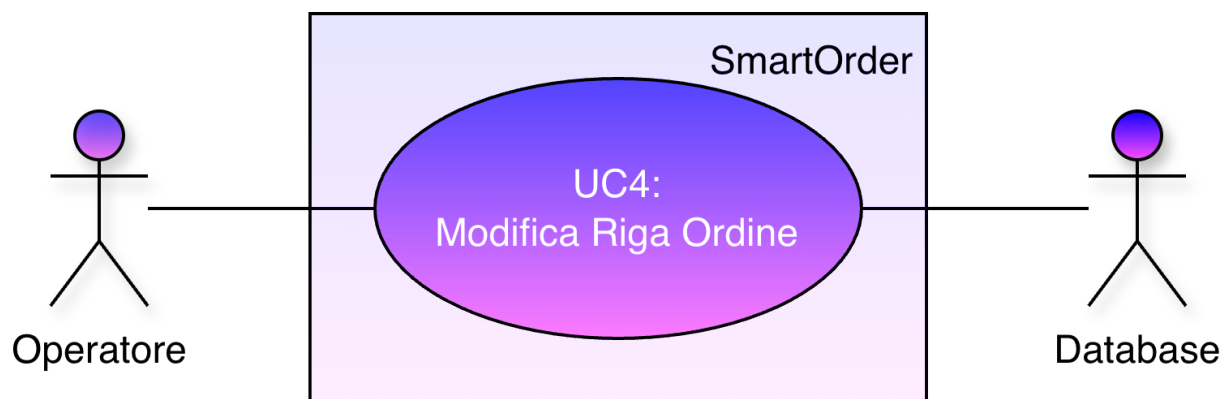 SmartOrder
UC4:
Modifica Riga Ordine
Operatore
Database